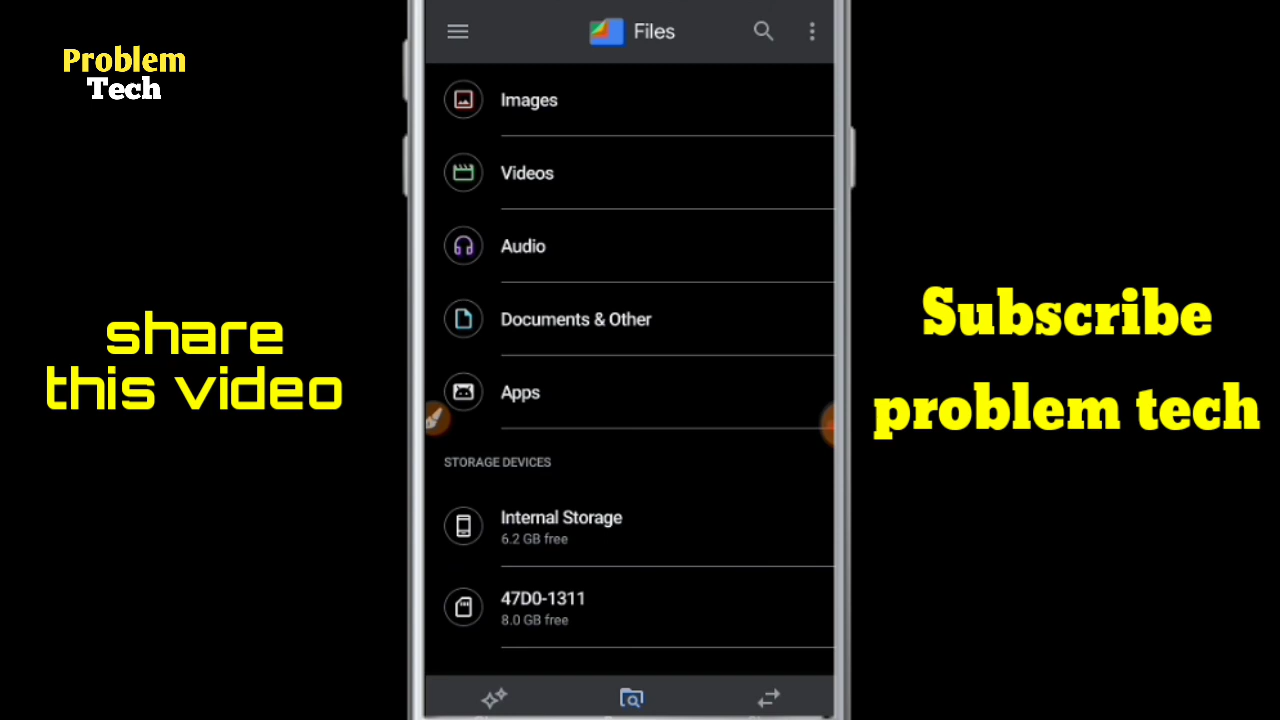 Problem
Tech
Files
Images
Videos
Audio
Documents & Other
Apps
share
this video
Subscribe
problem tech
STORAGE DEVICES
Internal Storage
6.2 GB free
47D0-1311
8.0 GB free